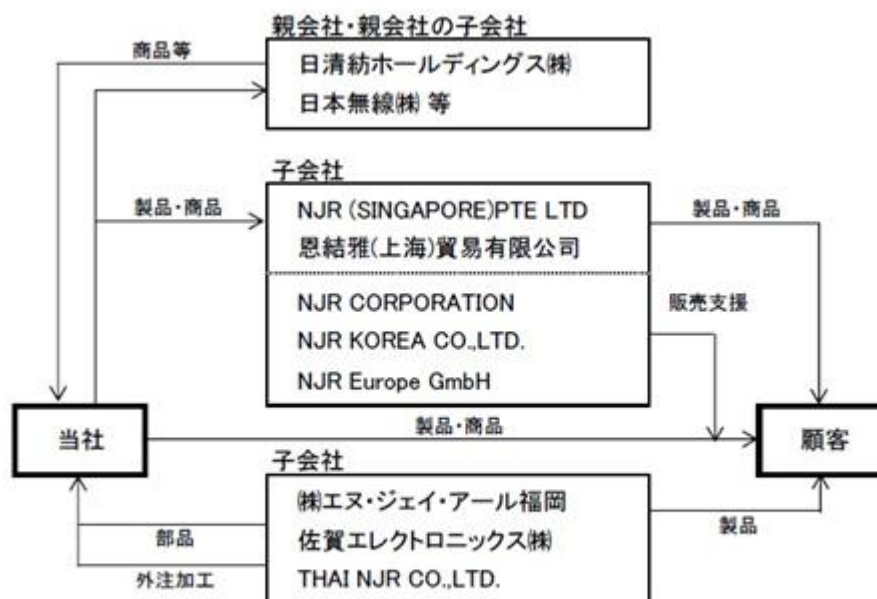 親会社・親会社の子会社
商品等
日清紡ホールディングス㈱
日本無線㈱ 等
子会社
製品・商品
NJR (SINGAPORE)PTE LTD
恩結雅(上海)貿易有限公司
製品・商品
NJR CORPORATION
NJR KOREA CO.,LTD.
NJR Europe GmbH
販売支援
当社
製品・商品
顧客
子会社
㈱エヌ・ジェイ・アール福岡
佐賀エレクトロニックス㈱
THAI NJR CO.,LTD.
部品
外注加工
製品